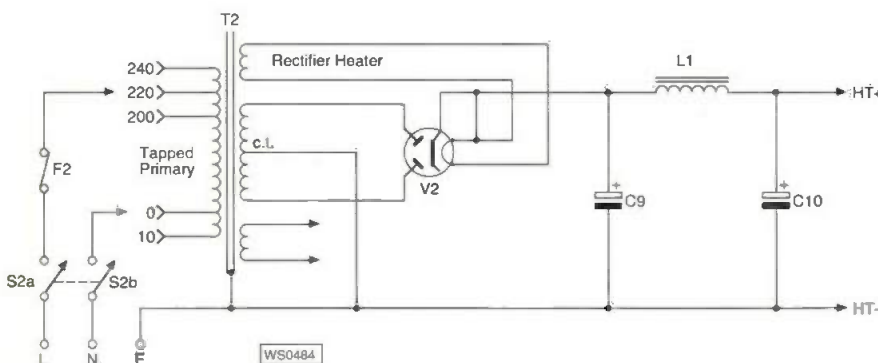 T2
Rectifier Heater
L1
240
220
200
HT+
c.t.
F2
Tapped
Primary
V2
+
C9
+
C10
0
10
S2a
S2b
HT-
L
N
E
WS0484